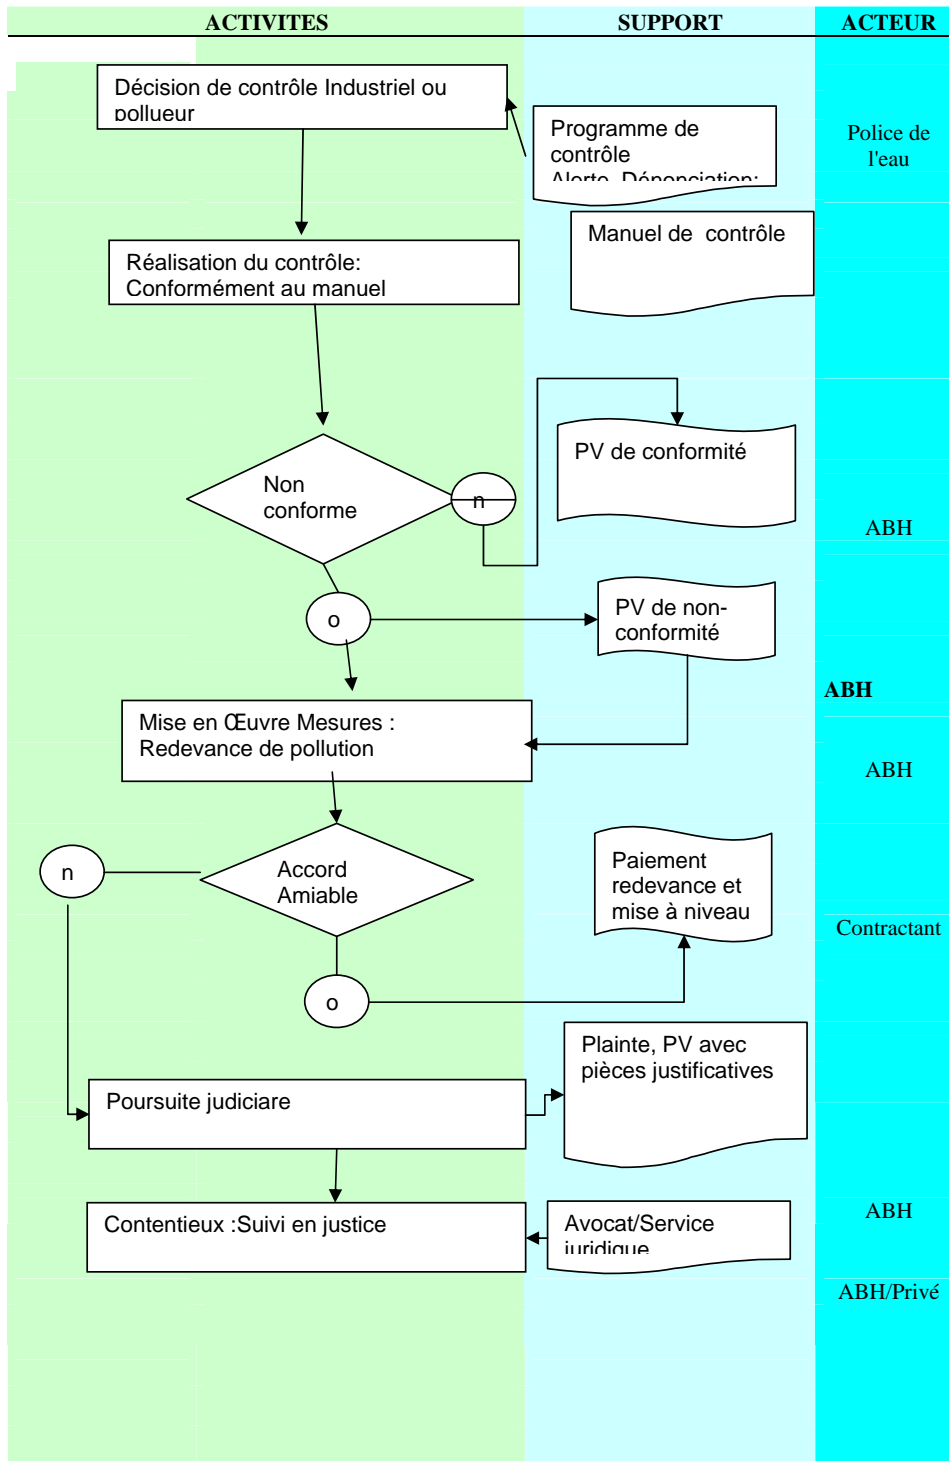 ACTIVITES
SUPPORT
ACTEUR
Décision de contrôle Industriel ou
pollueur
Programme de
contrôle
Alerte, Dénonciation;
Police de
l'eau
Manuel de contrôle
Réalisation du contrôle:
Conformément au manuel
PV de conformité
Non
conforme
n
ABH
o
PV de non-
conformité
ABH
Mise en Œuvre Mesures :
Redevance de pollution
ABH
Accord
Amiable
n
Paiement
redevance et
mise à niveau
Contractant
o
Plainte, PV avec
pièces justificatives
Poursuite judiciare
ABH
Contentieux :Suivi en justice
Avocat/Service
juridique
ABH/Privé